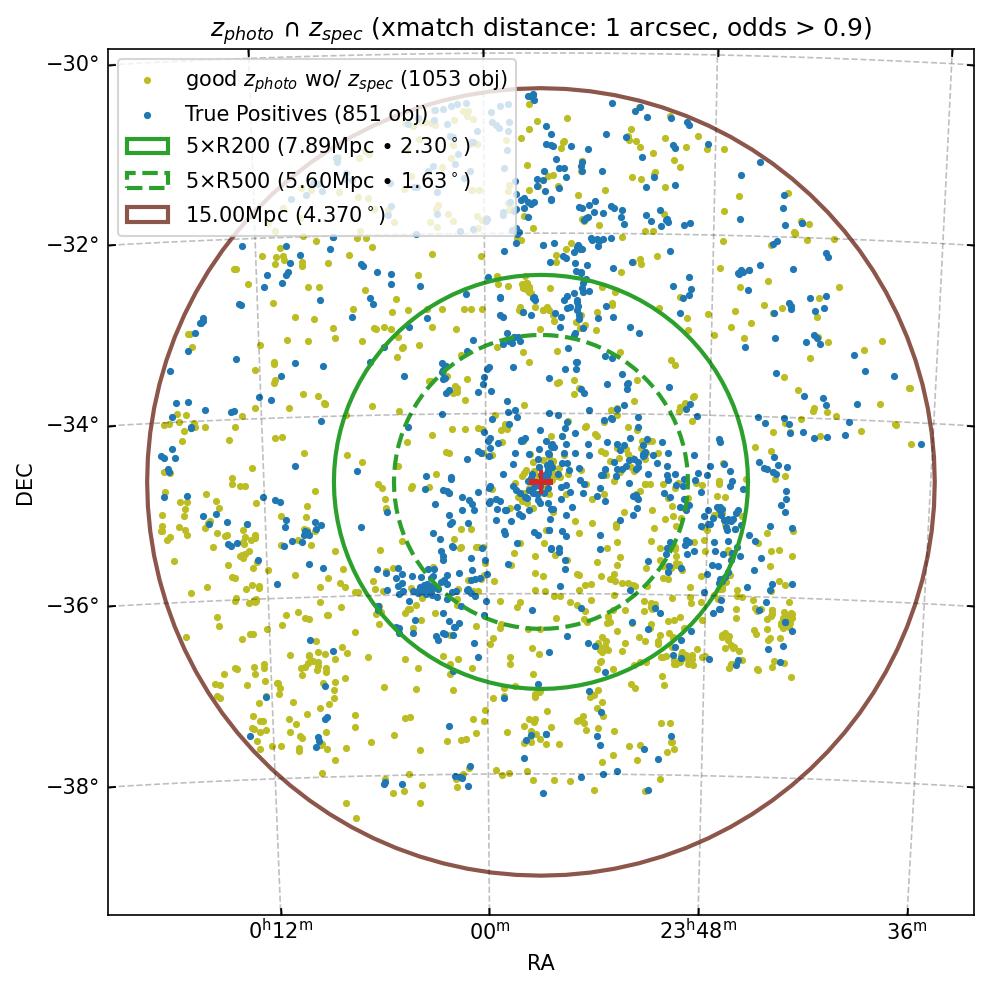 z_photo ∩ z_spec (xmatch distance: 1 arcsec, odds > 0.9)
good z_photo wo/ z_spec (1053 obj)
True Positives (851 obj)
5×R200 (7.89Mpc • 2.30°)
5×R500 (5.60Mpc • 1.63°)
15.00Mpc (4.370°)
−30°
−32°
−34°
−36°
−38°
DEC
0ʰ12ᵐ 00ᵐ 23ʰ48ᵐ 36ᵐ
RA